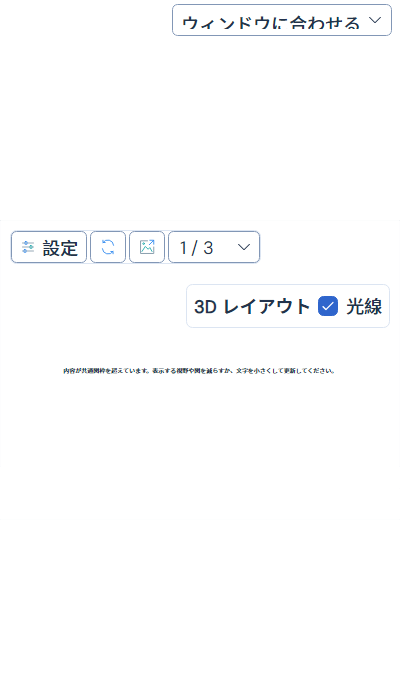 ウィンドウに合わせる
設定
1 / 3
3D レイアウト 光線
内容が共通図枠を超えています。表示する視野や図を減らすか、文字を小さくして更新してください。